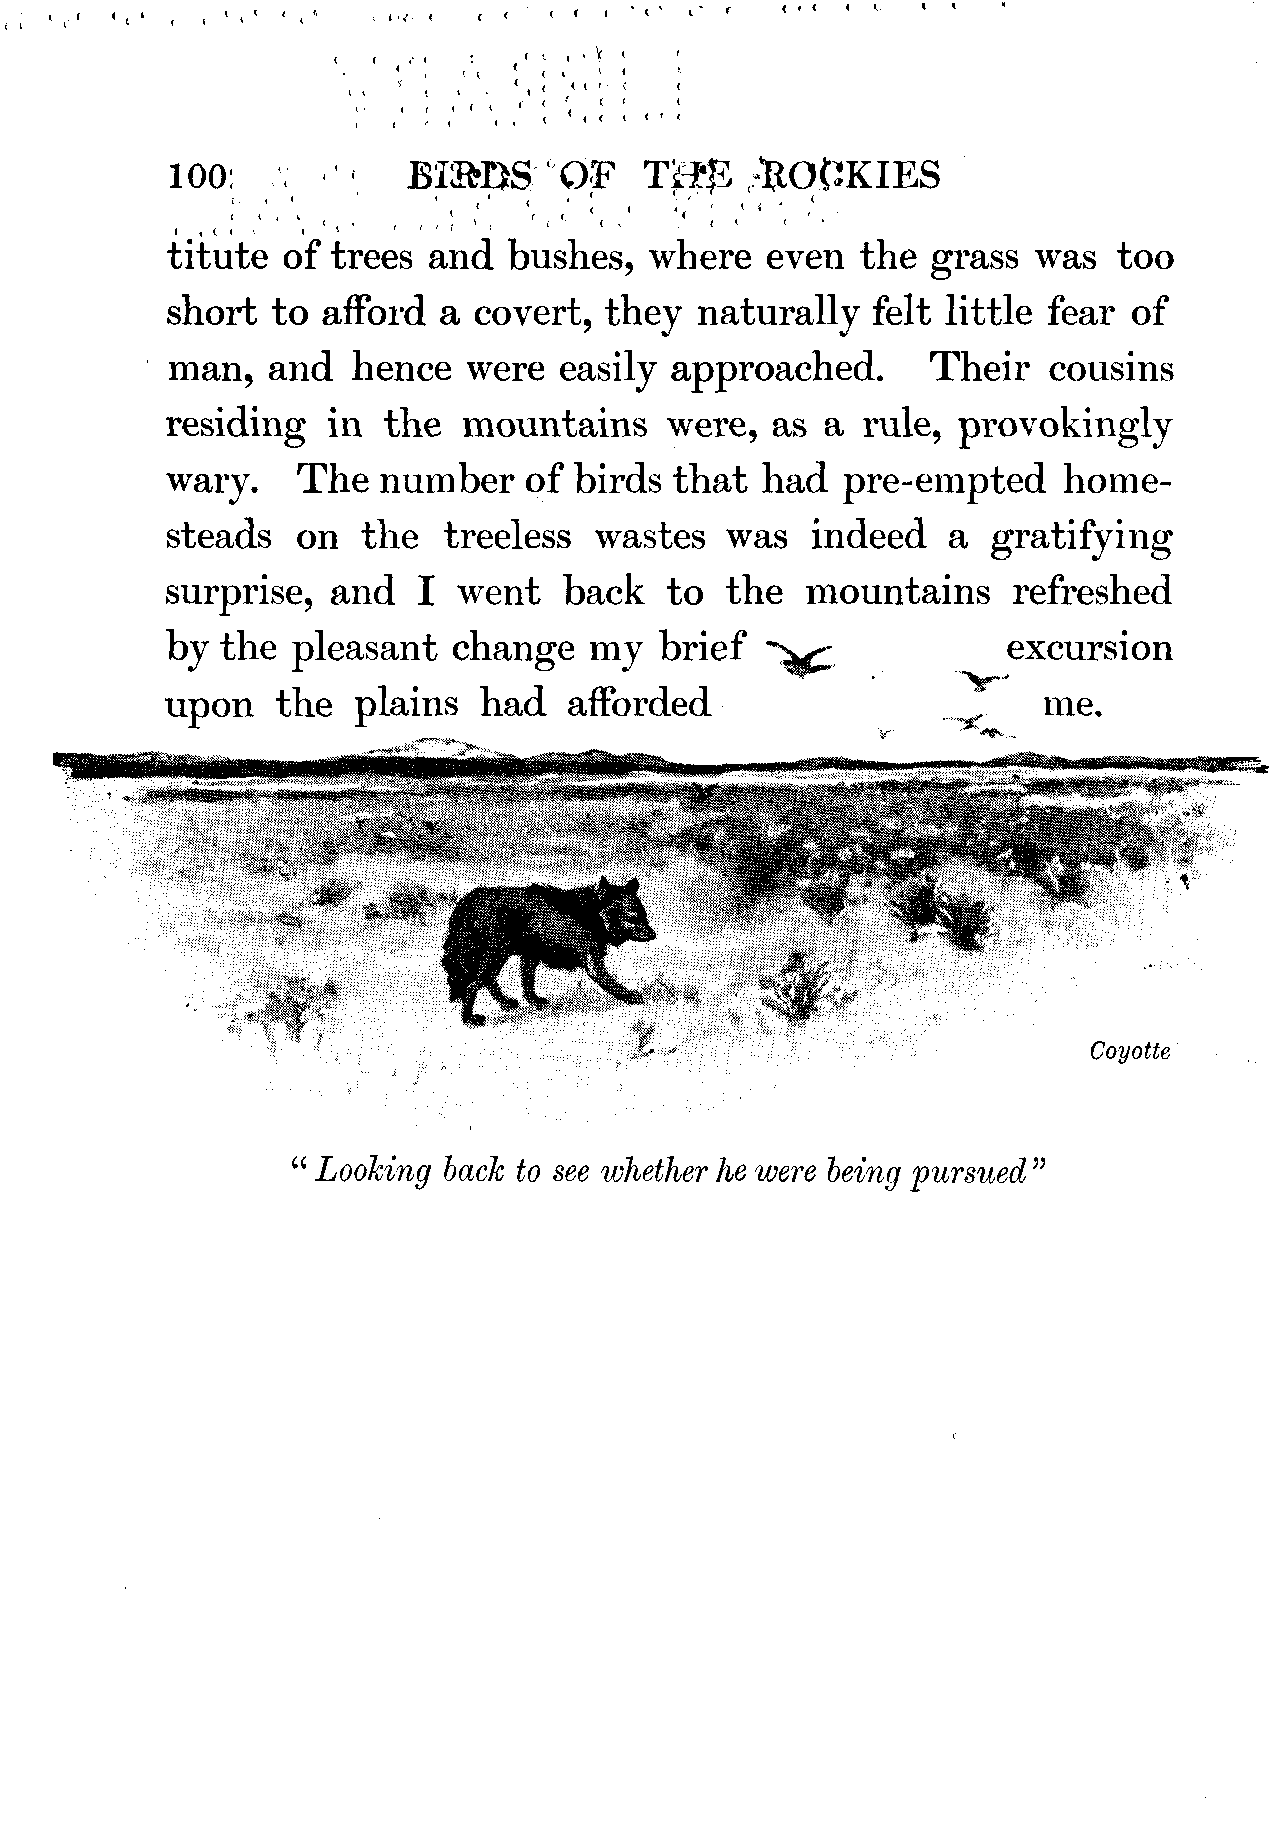 100 BIRDS OF THE ROCKIES
titute of trees and bushes, where even the grass was too
short to afford a covert, they naturally felt little fear of
man, and hence were easily approached. Their cousins
residing in the mountains were, as a rule, provokingly
wary. The number of birds that had pre-empted home-
steads on the treeless wastes was indeed a gratifying
surprise, and I went back to the mountains refreshed
by the pleasant change my brief excursion
upon the plains had afforded me.
Coyotte
“Looking back to see whether he were being pursued”